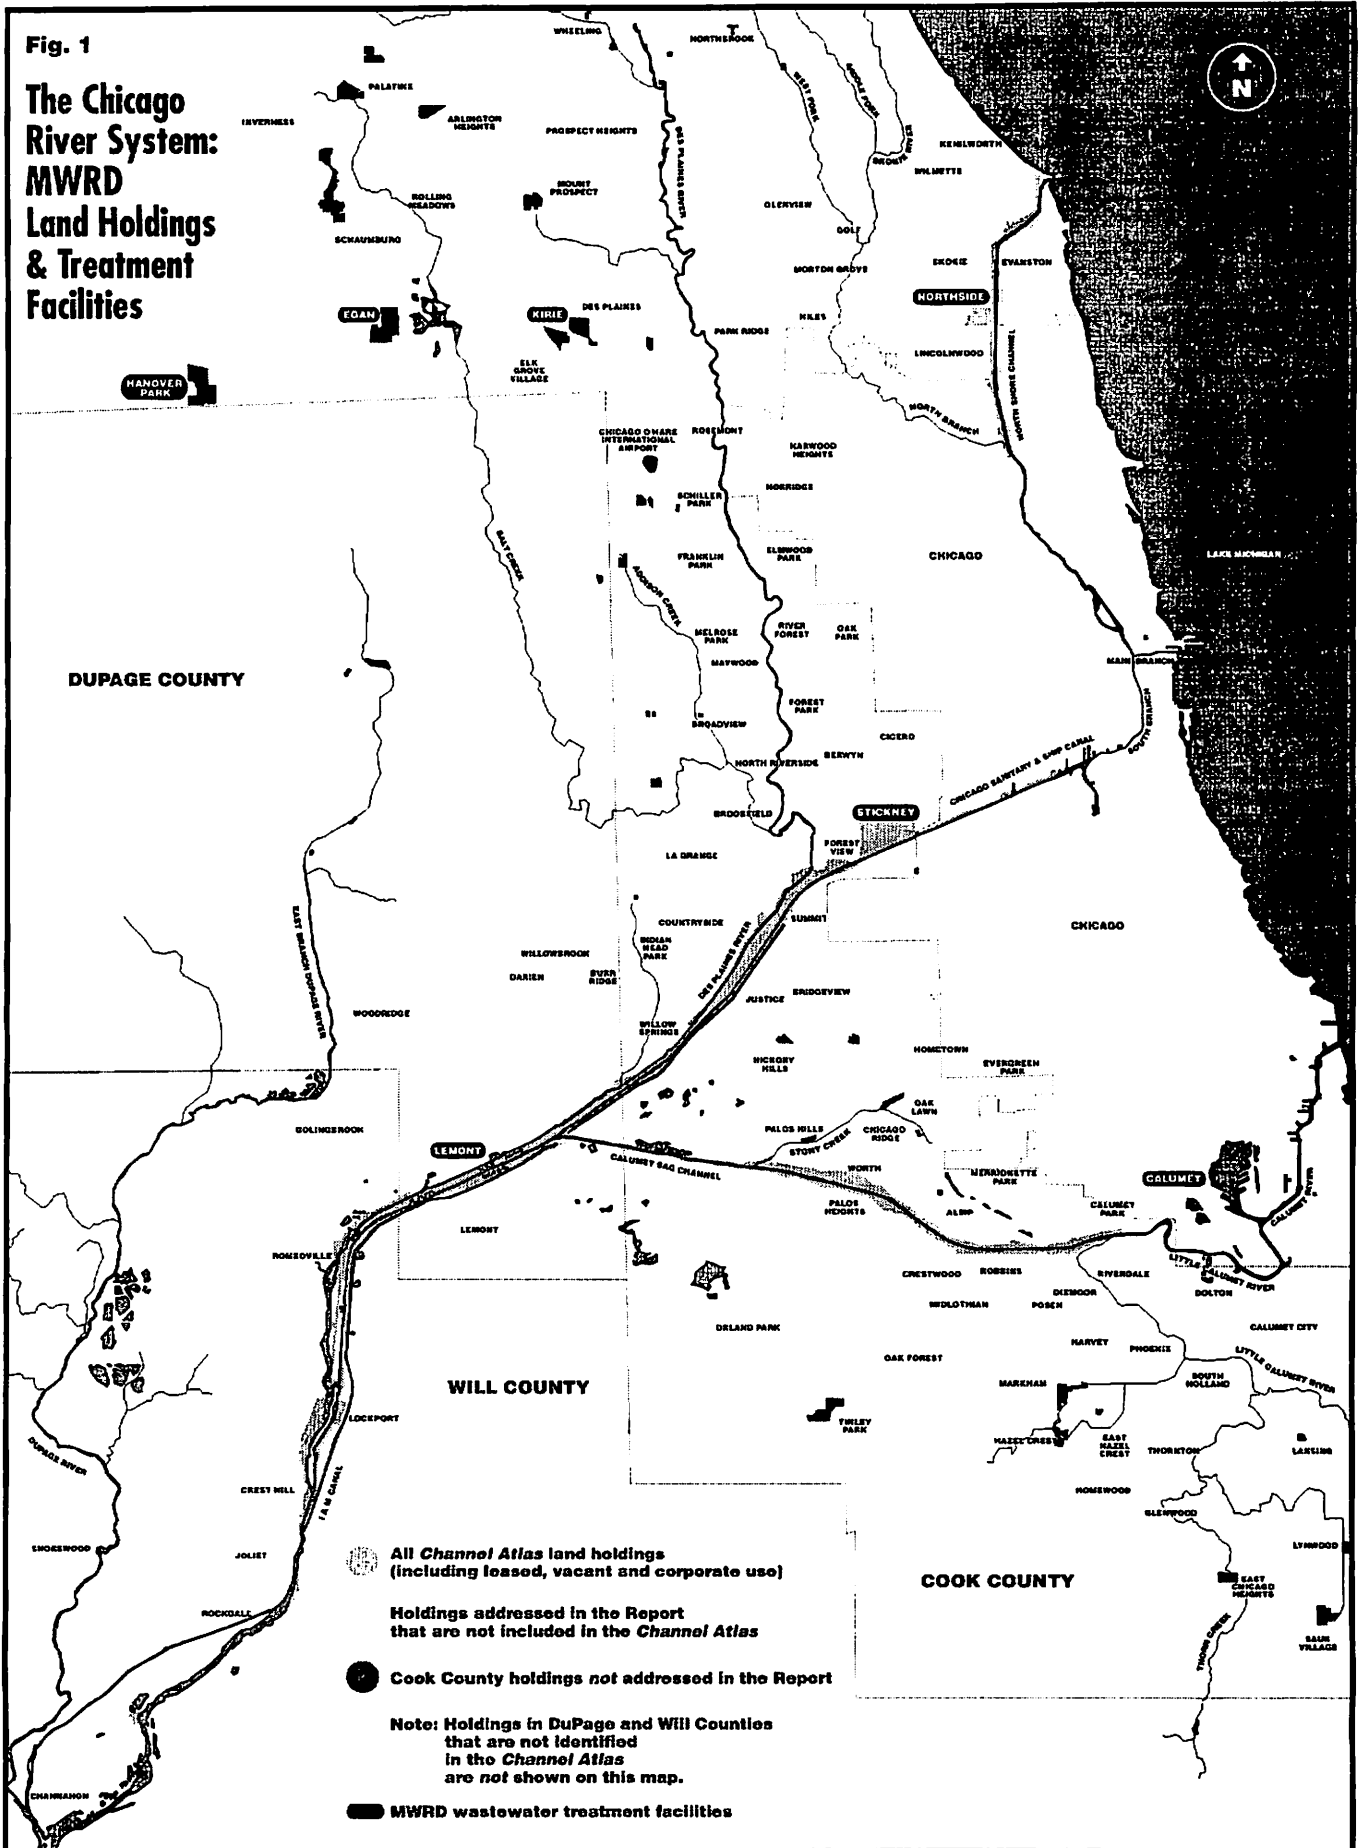 Fig. 1
The Chicago
River System:
MWRD
Land Holdings
& Treatment
Facilities
N
WHEELING
NORTHBROOK
PALATINE
INVERNESS
ARLINGTON
HEIGHTS
PROSPECT HEIGHTS
DES PLAINES RIVER
WEST FORK
MIDDLE FORK
SKOKIE RIVER
KENILWORTH
WILMETTE
ROLLING
MEADOWS
MOUNT
PROSPECT
GLENVIEW
GOLF
SCHAUMBURG
MORTON GROVE
SKOKIE
EVANSTON
NORTHSIDE
EGAN
KIRIE
DES PLAINES
NILES
PARK RIDGE
LINCOLNWOOD
NORTH SHORE CHANNEL
ELK
GROVE
VILLAGE
HANOVER
PARK
NORTH BRANCH
CHICAGO O'HARE
INTERNATIONAL
AIRPORT
ROSEMONT
HARWOOD
HEIGHTS
NORRIDGE
SCHILLER
PARK
SALT CREEK
FRANKLIN
PARK
ELMWOOD
PARK
CHICAGO
LAKE MICHIGAN
ADDISON CREEK
MELROSE
PARK
RIVER
FOREST
OAK
PARK
MAYWOOD
MAIN BRANCH
DUPAGE COUNTY
FOREST
PARK
BROADVIEW
CICERO
SOUTH BRANCH
BERWYN
NORTH RIVERSIDE
CHICAGO SANITARY & SHIP CANAL
BROOKFIELD
STICKNEY
FOREST
VIEW
LA GRANGE
EAST BRANCH DUPAGE RIVER
COUNTRYSIDE
SUMMIT
CHICAGO
INDIAN
HEAD
PARK
WILLOWBROOK
DARIEN
BURR
RIDGE
DES PLAINES RIVER
JUSTICE
BRIDGEVIEW
WOODRIDGE
WILLOW
SPRINGS
HICKORY
HILLS
HOMETOWN
EVERGREEN
PARK
OAK
LAWN
BOLINGBROOK
PALOS HILLS
STONY CREEK
CHICAGO
RIDGE
LEMONT
CALUMET SAG CHANNEL
WORTH
MERRIONETTE
PARK
CALUMET
CALUMET RIVER
PALOS
HEIGHTS
ALSIP
CALUMET
PARK
LEMONT
ROMEOVILLE
CRESTWOOD
ROBBINS
RIVERDALE
LITTLE CALUMET RIVER
DOLTON
MIDLOTHIAN
POSEN
DIXMOOR
ORLAND PARK
CALUMET CITY
HARVEY
PHOENIX
LITTLE CALUMET RIVER
OAK FOREST
WILL COUNTY
MARKHAM
SOUTH
HOLLAND
LOCKPORT
TINLEY
PARK
HAZEL CREST
EAST
HAZEL
CREST
THORNTON
LANSING
DUPAGE RIVER
CREST HILL
I & M CANAL
HOMEWOOD
GLENWOOD
SHOREWOOD
JOLIET
LYNWOOD
All Channel Atlas land holdings
(including leased, vacant and corporate use)
COOK COUNTY
EAST
CHICAGO
HEIGHTS
ROCKDALE
Holdings addressed in the Report
that are not included in the Channel Atlas
THORN CREEK
SAUK
VILLAGE
Cook County holdings not addressed in the Report
Note: Holdings in DuPage and Will Counties
that are not identified
in the Channel Atlas
are not shown on this map.
CHANNAHON
MWRD wastewater treatment facilities